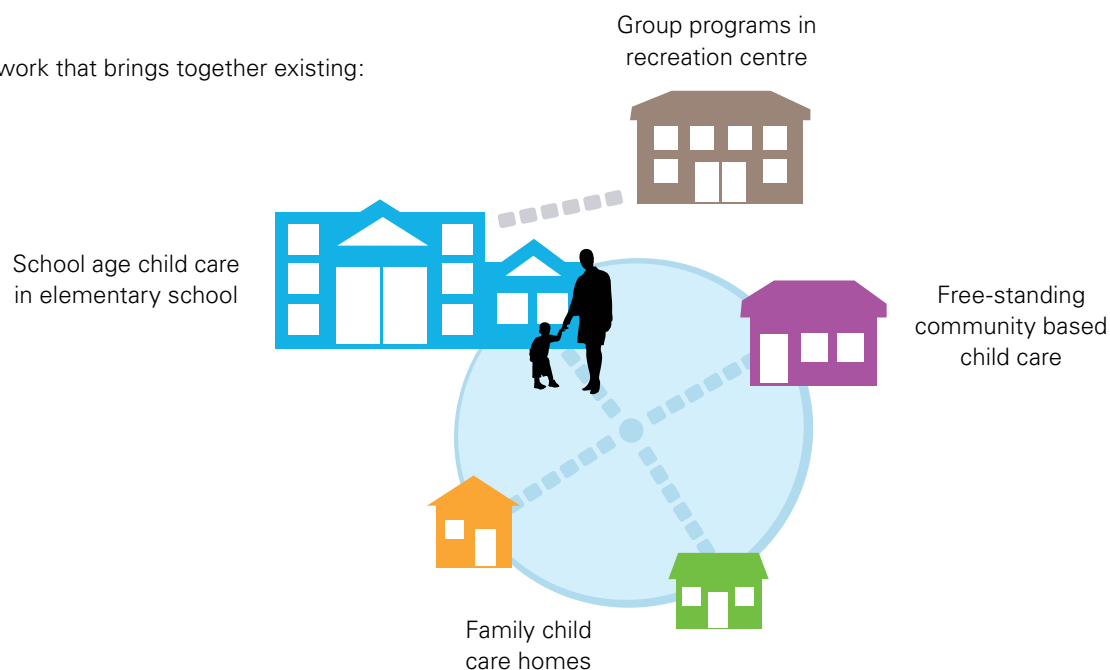 Group programs in
recreation centre
work that brings together existing:
School age child care
in elementary school
Free-standing
community based
child care
Family child
care homes